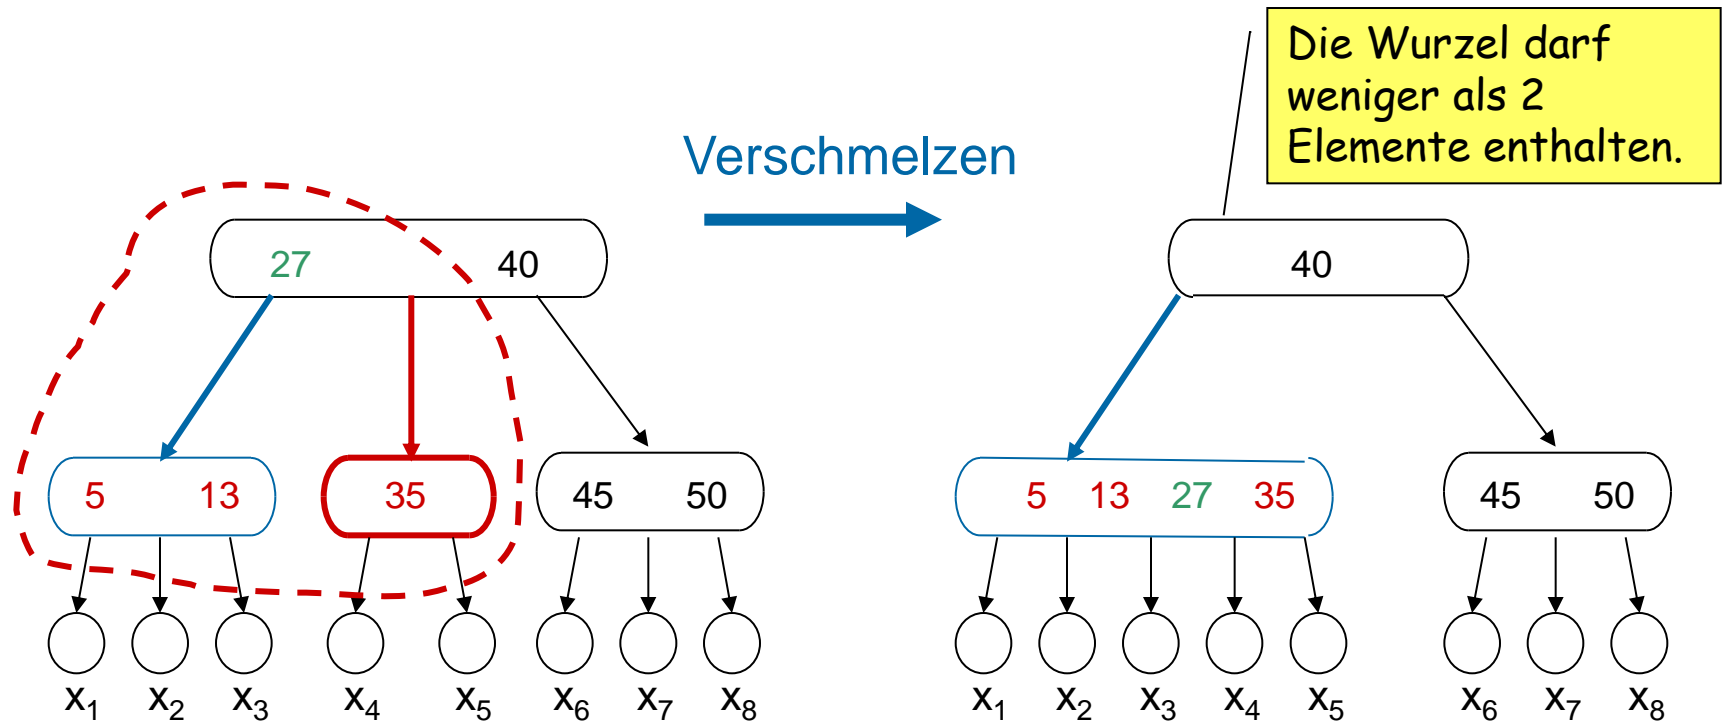 Die Wurzel darf
weniger als 2
Elemente enthalten.
Verschmelzen
27 40
40
5 13 35 45 50
5 13 27 35 45 50
x₁ x₂ x₃ x₄ x₅ x₆ x₇ x₈
x₁ x₂ x₃ x₄ x₅ x₆ x₇ x₈